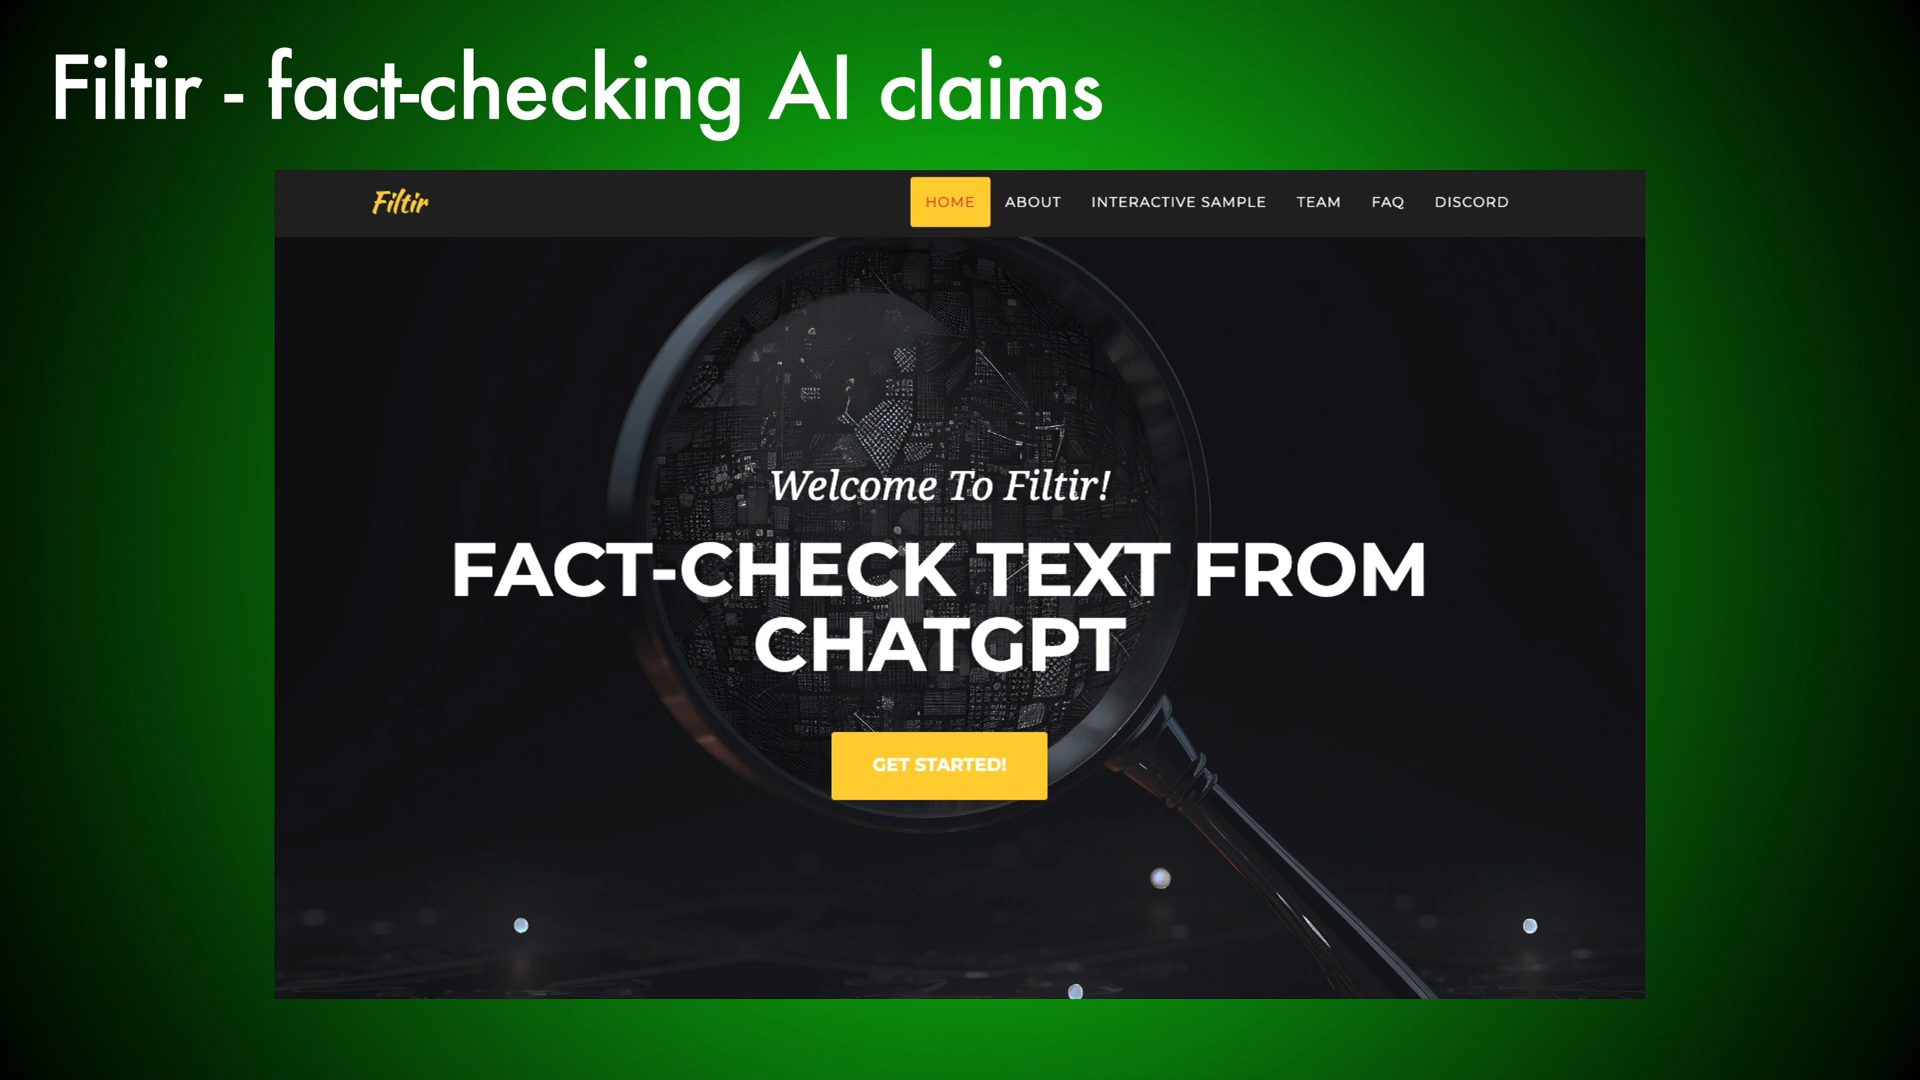 Filtir - fact-checking AI claims
Filtir
HOME ABOUT INTERACTIVE SAMPLE TEAM FAQ DISCORD
Welcome To Filtir!
FACT-CHECK TEXT FROM
CHATGPT
GET STARTED!